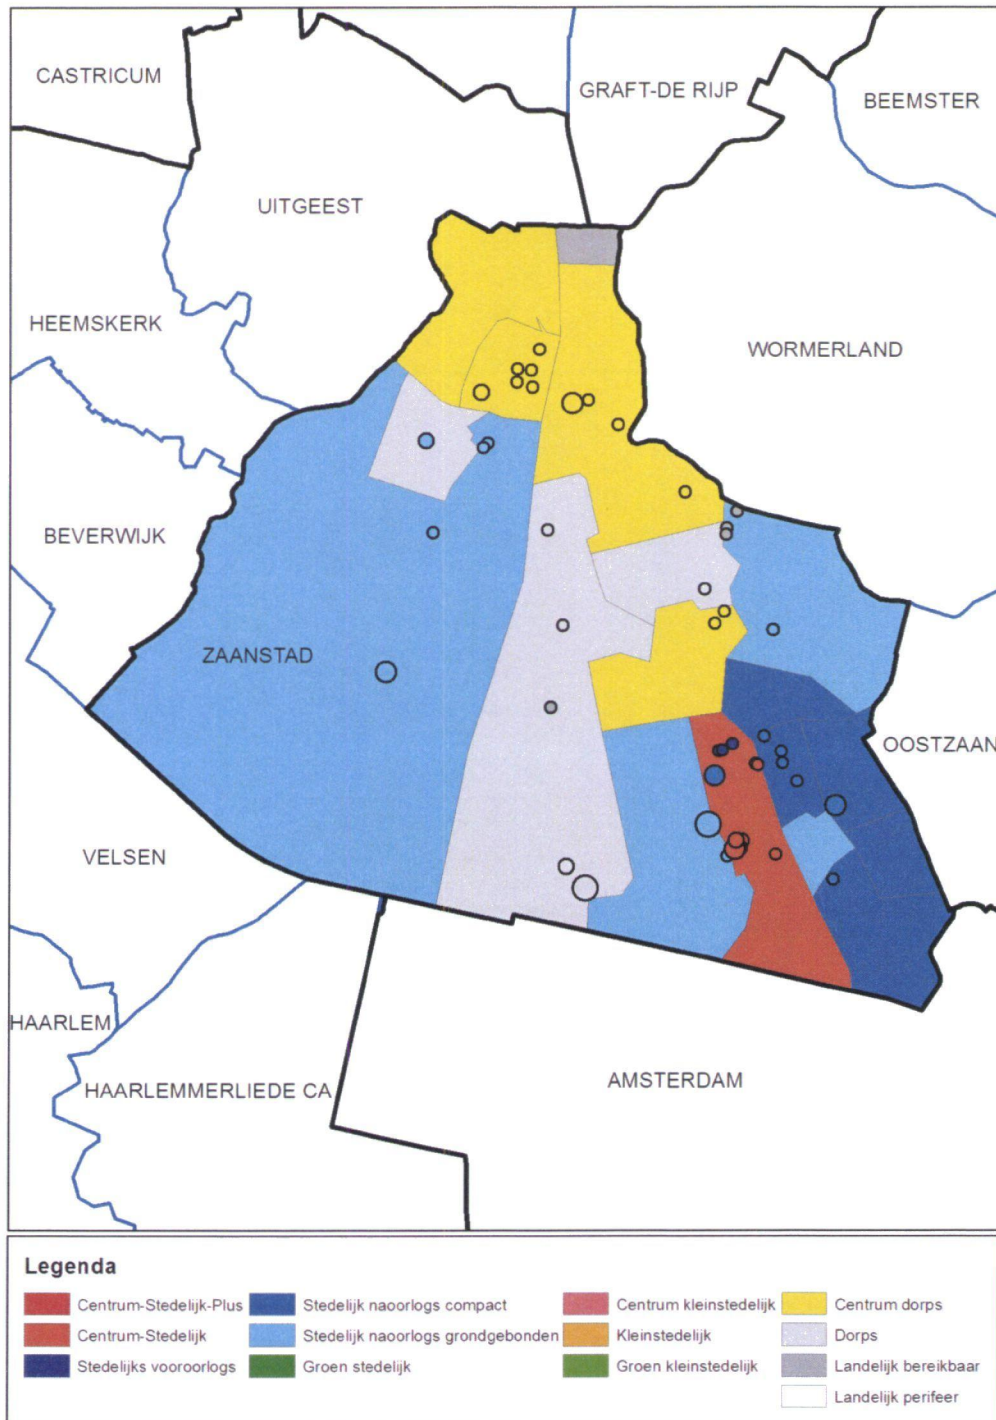 CASTRICUM
GRAFT-DE RIJP
BEEMSTER
UITGEEST
HEEMSKERK
WORMERLAND
BEVERWIJK
ZAANSTAD
OOSTZAAN
VELSEN
HAARLEM
HAARLEMMERLIEDE CA
AMSTERDAM
Legenda
Centrum-Stedelijk-Plus
Centrum-Stedelijk
Stedelijks vooroorlogs
Stedelijk naoorlogs compact
Stedelijk naoorlogs grondgebonden
Groen stedelijk
Centrum kleinstedelijk
Kleinstedelijk
Groen kleinstedelijk
Centrum dorps
Dorps
Landelijk bereikbaar
Landelijk perifeer